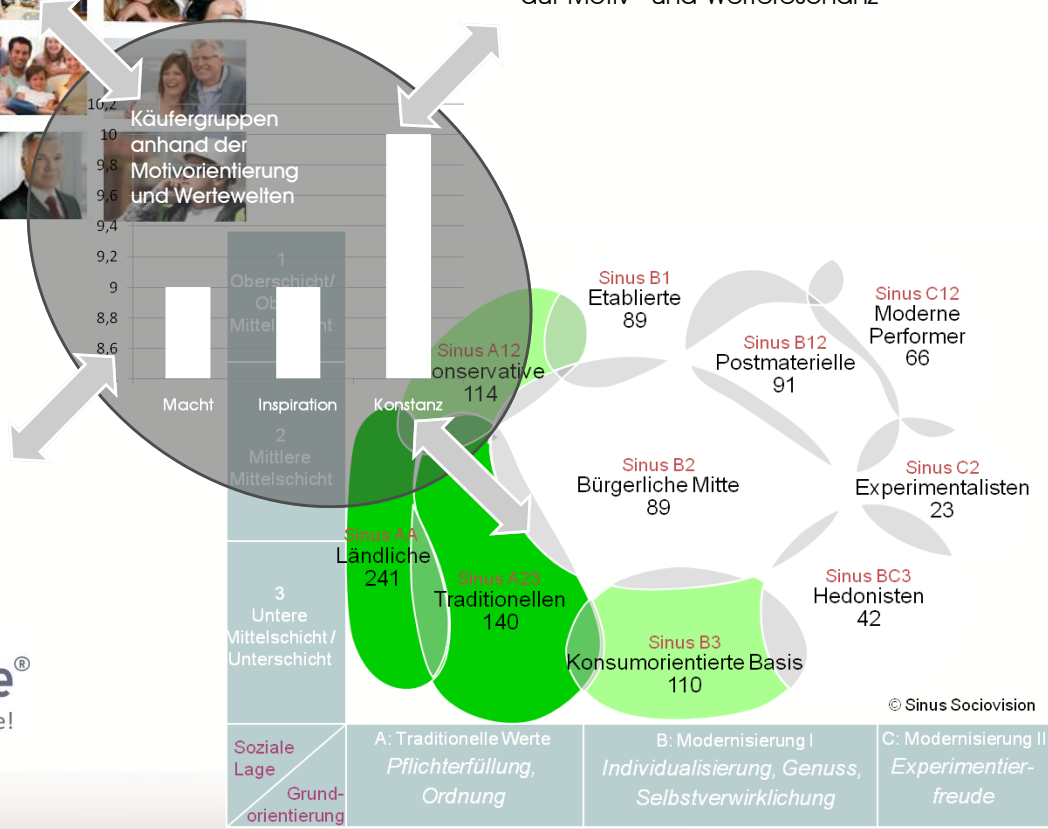 auf Motiv- und Werteresonanz
Käufergruppen
anhand der
Motivorientierung
und Wertewelten
10,2
10
9,8
9,6
9,4
9,2
9
8,8
8,6
Macht
Inspiration
Konstanz
1
Oberschicht/
Ob
Mittel ht
2
Mittlere
Mittelschicht
3
Untere
Mittelschicht /
Unterschicht
Sinus B1
Etablierte
89
Sinus C12
Moderne
Performer
66
Sinus B12
Postmaterielle
91
Sinus A12
onservative
114
Sinus B2
Bürgerliche Mitte
89
Sinus C2
Experimentalisten
23
Sinus AA
Ländliche
241
Sinus A23
Traditionellen
140
Sinus BC3
Hedonisten
42
Sinus B3
Konsumorientierte Basis
110
e®
e!
© Sinus Sociovision
Soziale
Lage
Grund-
orientierung
A: Traditionelle Werte
Pflichterfüllung,
Ordnung
B: Modernisierung I
Individualisierung, Genuss,
Selbstverwirklichung
C: Modernisierung II
Experimentier-
freude